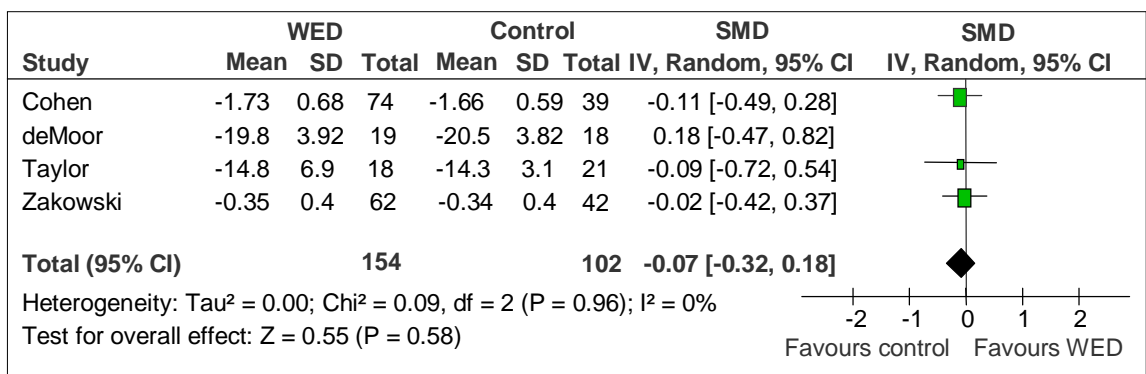 WED Control SMD SMD
Study Mean SD Total Mean SD Total IV, Random, 95% CI IV, Random, 95% CI
Cohen -1.73 0.68 74 -1.66 0.59 39 -0.11 [-0.49, 0.28]
deMoor -19.8 3.92 19 -20.5 3.82 18 0.18 [-0.47, 0.82]
Taylor -14.8 6.9 18 -14.3 3.1 21 -0.09 [-0.72, 0.54]
Zakowski -0.35 0.4 62 -0.34 0.4 42 -0.02 [-0.42, 0.37]
Total (95% CI) 154 102 -0.07 [-0.32, 0.18]
Heterogeneity: Tau² = 0.00; Chi² = 0.09, df = 2 (P = 0.96); I² = 0%
Test for overall effect: Z = 0.55 (P = 0.58)
-2 -1 0 1 2
Favours control Favours WED